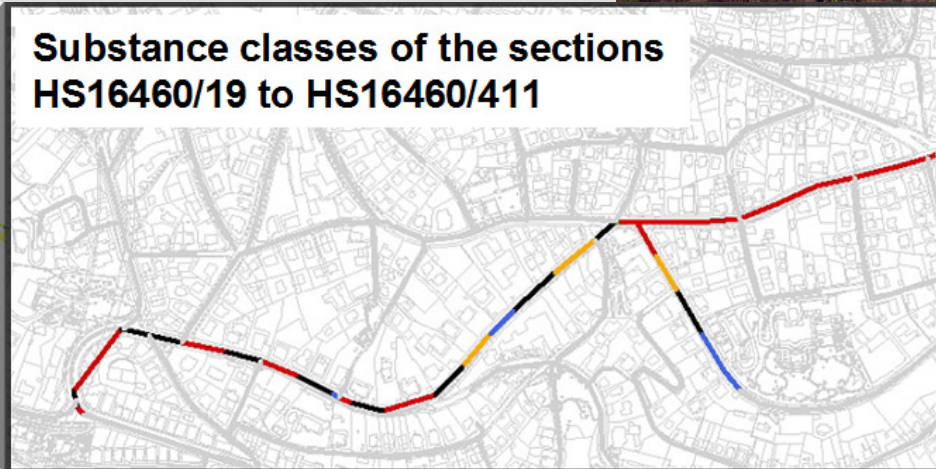 Substance classes of the sections
HS16460/19 to HS16460/411